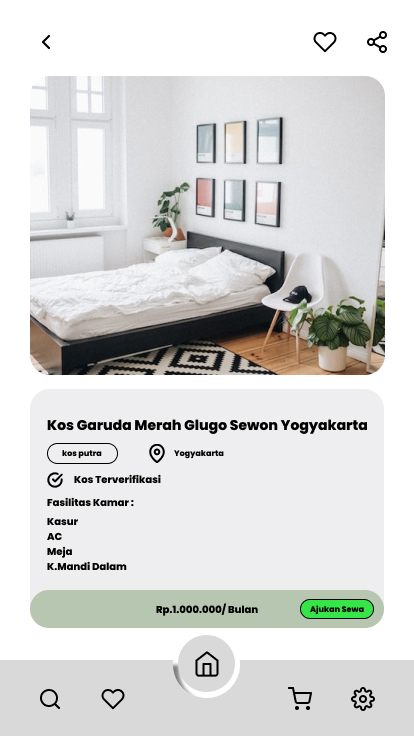 Kos Garuda Merah Glugo Sewon Yogyakarta
kos putra
Yogyakarta
Kos Terverifikasi
Fasilitas Kamar :
Kasur
AC
Meja
K.Mandi Dalam
Rp.1.000.000/ Bulan
Ajukan Sewa